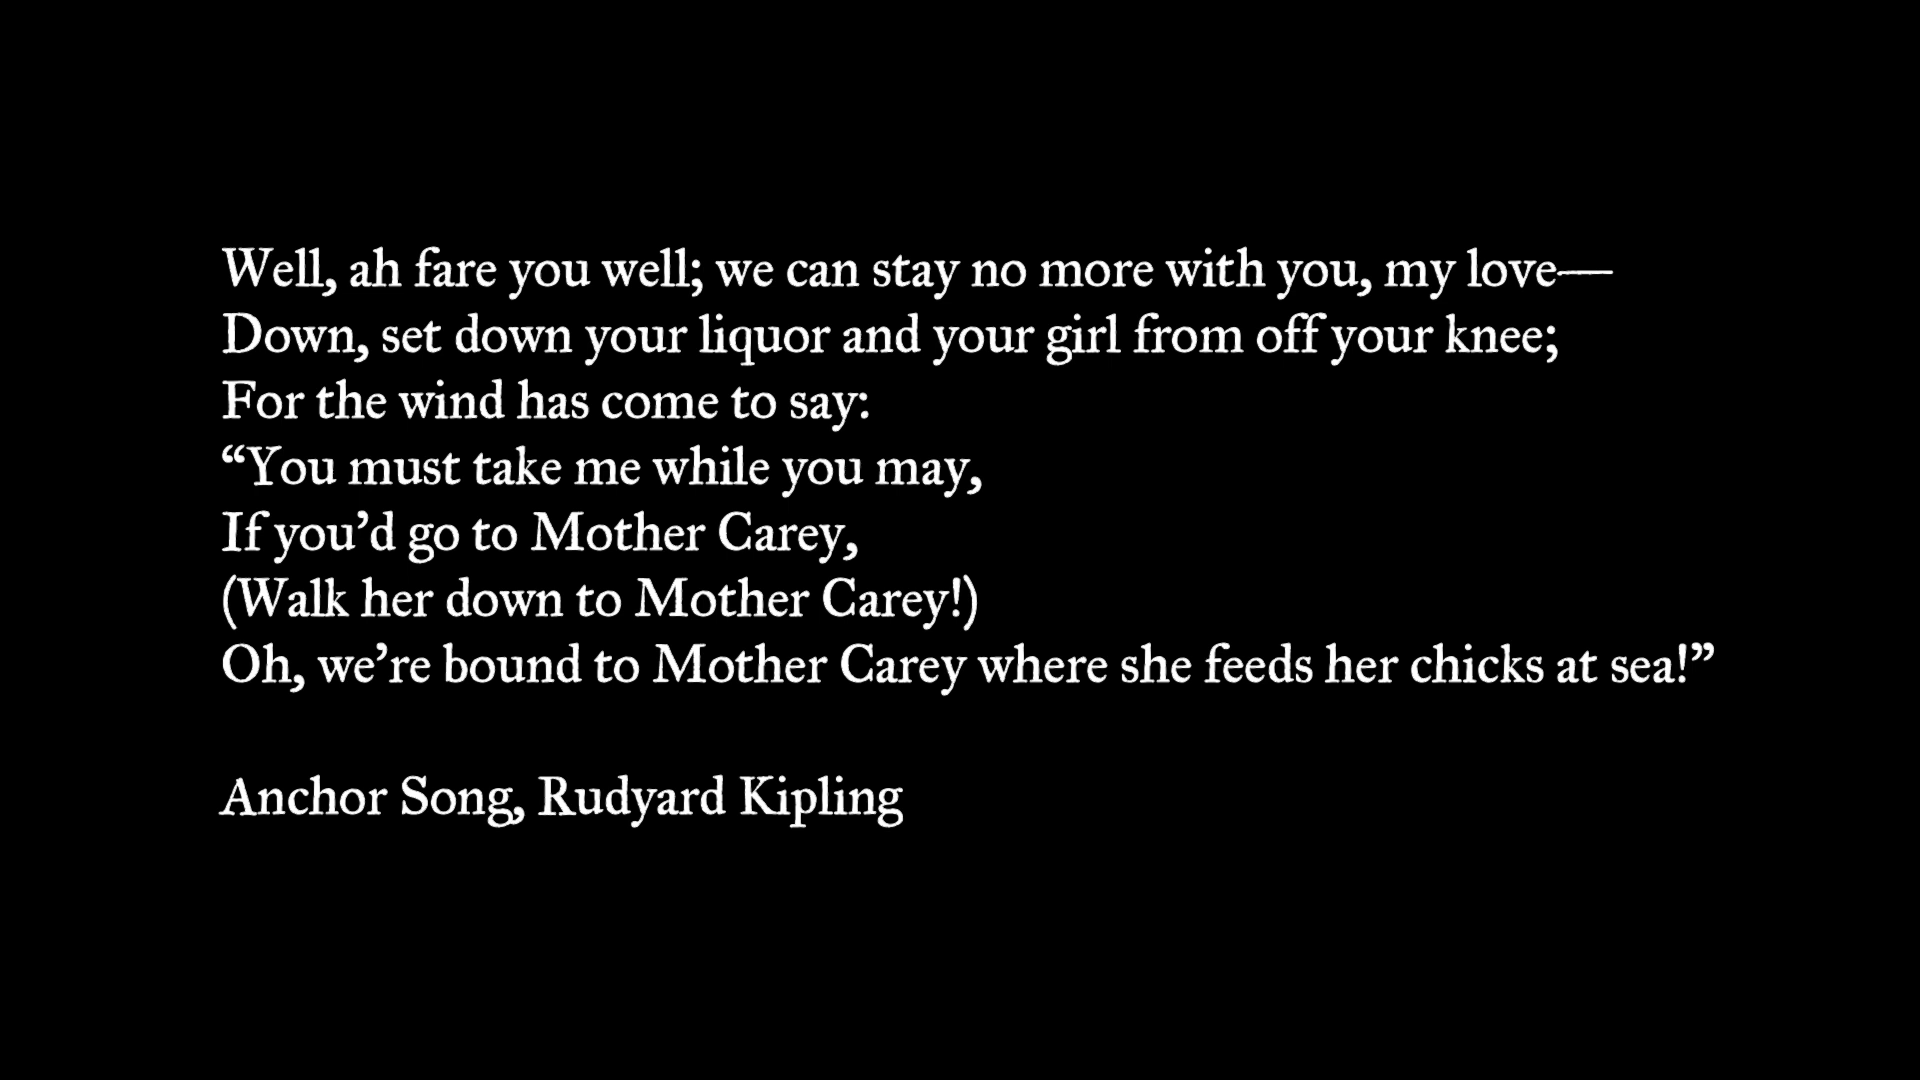 Well, ah fare you well; we can stay no more with you, my love—
Down, set down your liquor and your girl from off your knee;
For the wind has come to say:
“You must take me while you may,
If you’d go to Mother Carey,
(Walk her down to Mother Carey!)
Oh, we’re bound to Mother Carey where she feeds her chicks at sea!”
Anchor Song, Rudyard Kipling